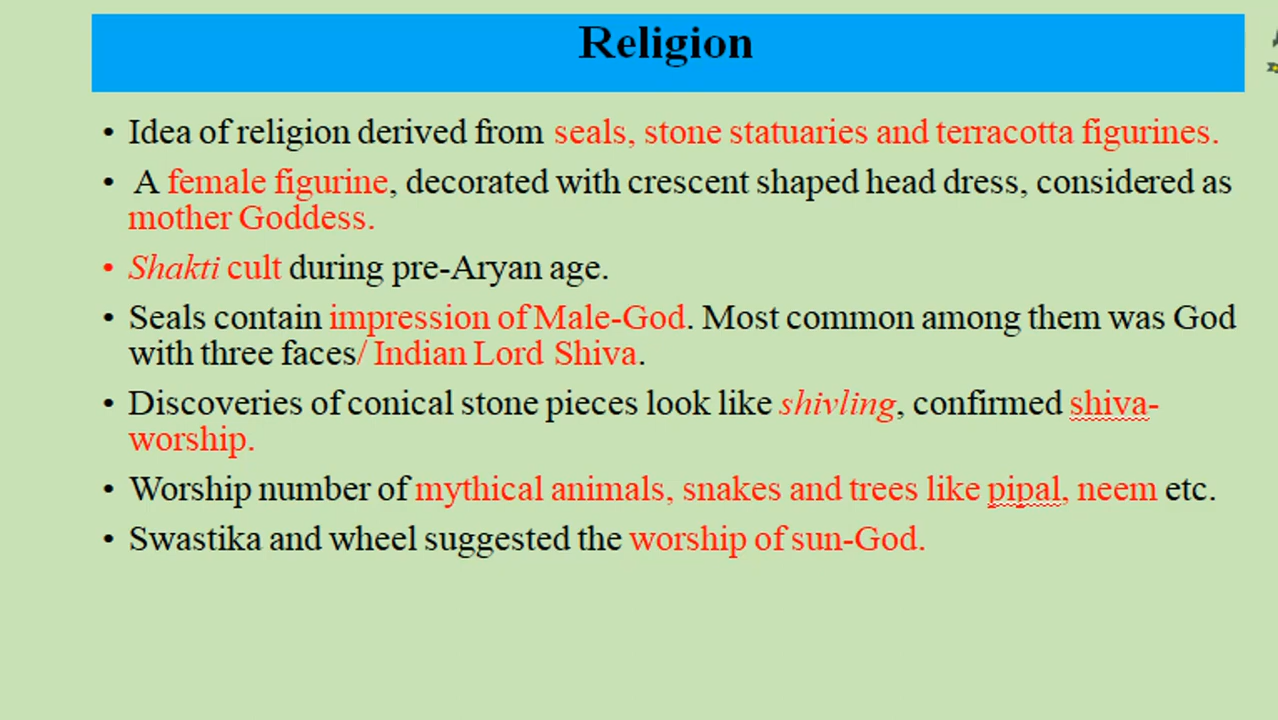 Religion
• Idea of religion derived from seals, stone statuaries and terracotta figurines.
• A female figurine, decorated with crescent shaped head dress, considered as
mother Goddess.
• Shakti cult during pre-Aryan age.
• Seals contain impression of Male-God. Most common among them was God
with three faces/ Indian Lord Shiva.
• Discoveries of conical stone pieces look like shivling, confirmed shiva-
worship.
• Worship number of mythical animals, snakes and trees like pipal, neem etc.
• Swastika and wheel suggested the worship of sun-God.